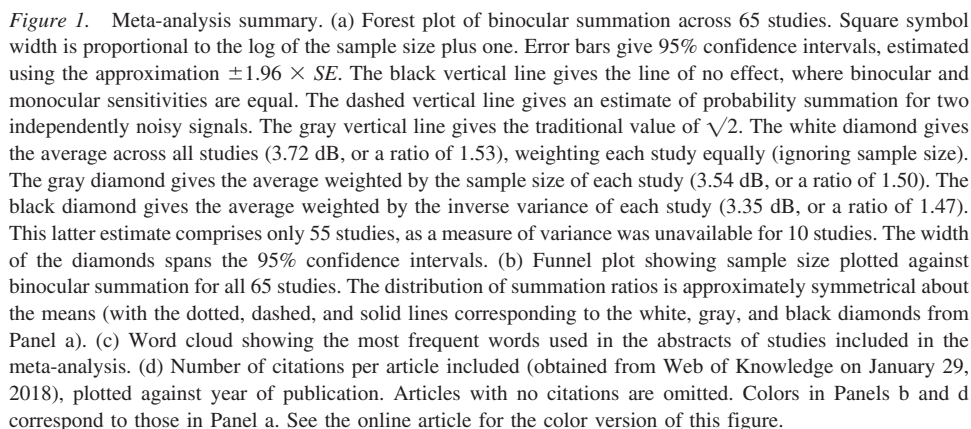 Figure 1. Meta-analysis summary. (a) Forest plot of binocular summation across 65 studies. Square symbol
width is proportional to the log of the sample size plus one. Error bars give 95% confidence intervals, estimated
using the approximation ±1.96 × SE. The black vertical line gives the line of no effect, where binocular and
monocular sensitivities are equal. The dashed vertical line gives an estimate of probability summation for two
independently noisy signals. The gray vertical line gives the traditional value of √2. The white diamond gives
the average across all studies (3.72 dB, or a ratio of 1.53), weighting each study equally (ignoring sample size).
The gray diamond gives the average weighted by the sample size of each study (3.54 dB, or a ratio of 1.50). The
black diamond gives the average weighted by the inverse variance of each study (3.35 dB, or a ratio of 1.47).
This latter estimate comprises only 55 studies, as a measure of variance was unavailable for 10 studies. The width
of the diamonds spans the 95% confidence intervals. (b) Funnel plot showing sample size plotted against
binocular summation for all 65 studies. The distribution of summation ratios is approximately symmetrical about
the means (with the dotted, dashed, and solid lines corresponding to the white, gray, and black diamonds from
Panel a). (c) Word cloud showing the most frequent words used in the abstracts of studies included in the
meta-analysis. (d) Number of citations per article included (obtained from Web of Knowledge on January 29,
2018), plotted against year of publication. Articles with no citations are omitted. Colors in Panels b and d
correspond to those in Panel a. See the online article for the color version of this figure.